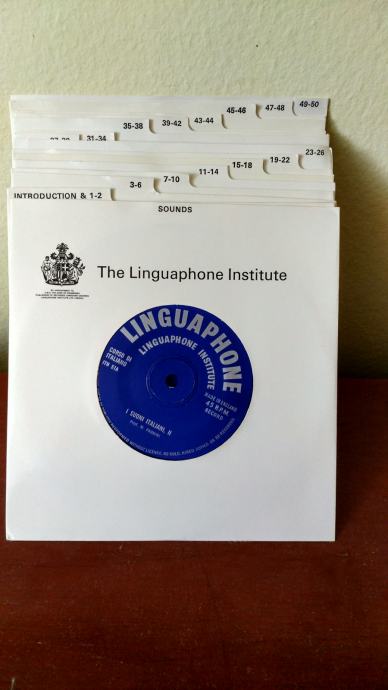 45-46
47-48
49-50
35-38
39-42
43-44
31-34
23-26
15-18
19-22
11-14
7-10
3-6
INTRODUCTION & 1-2
SOUNDS
The Linguaphone Institute
LINGUAPHONE
LINGUAPHONE INSTITUTE
CORSO DI
ITALIANO
MADE IN ENGLAND
45 R.P.M.
RECORD
I SUONI ITALIANI, II